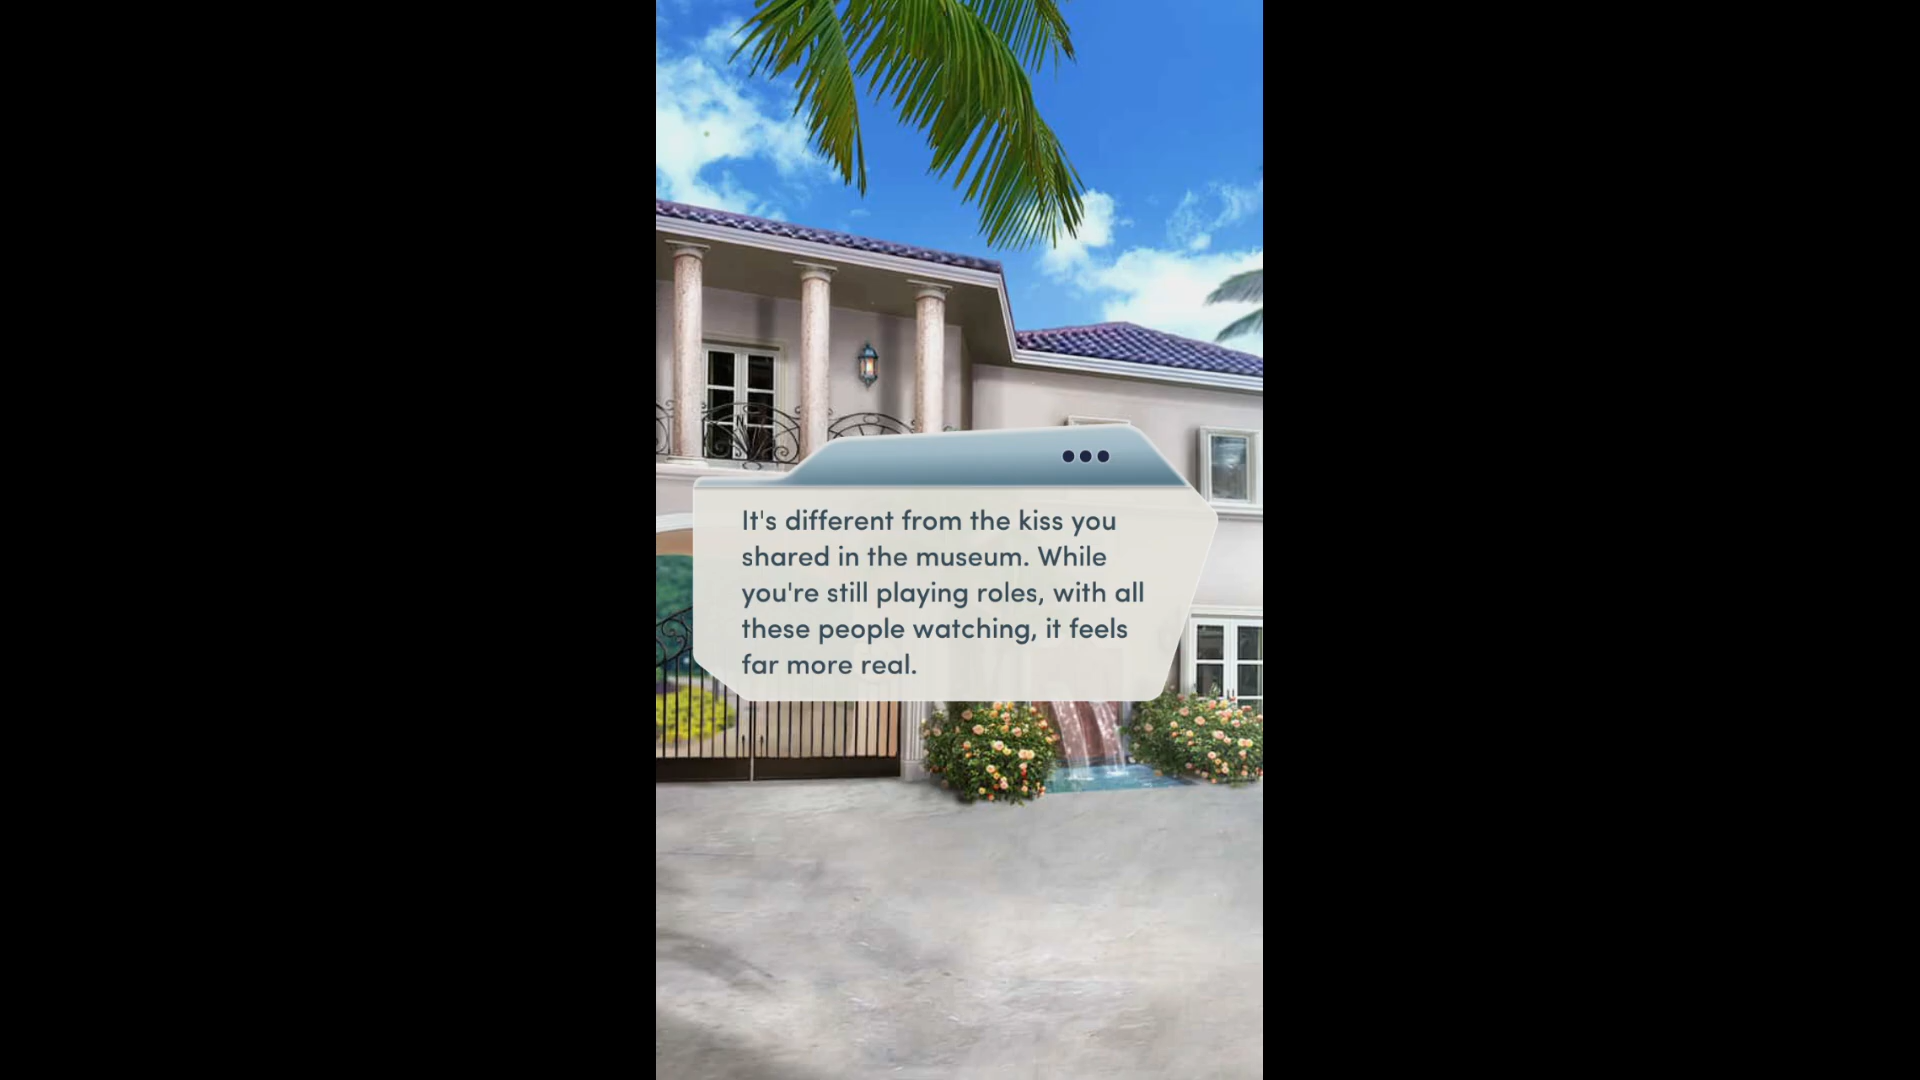 It's different from the kiss you
shared in the museum. While
you're still playing roles, with all
these people watching, it feels
far more real.